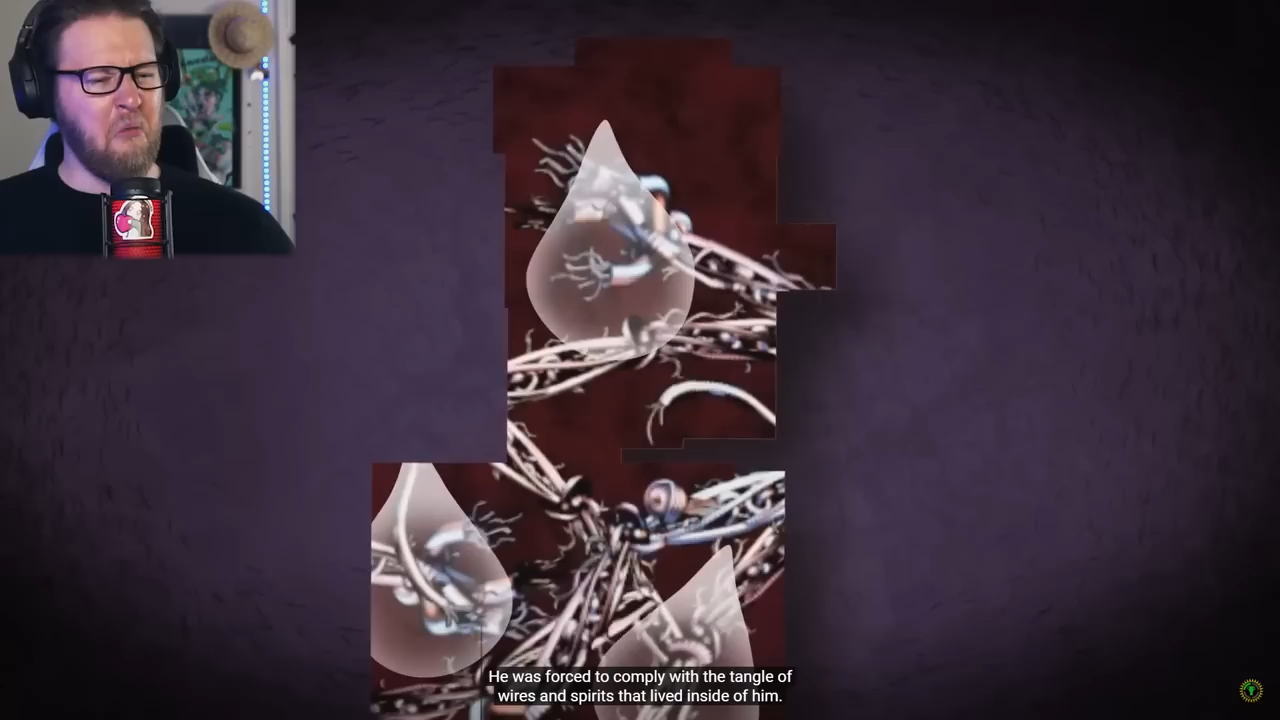 He was forced to comply with the tangle of
wires and spirits that lived inside of him.